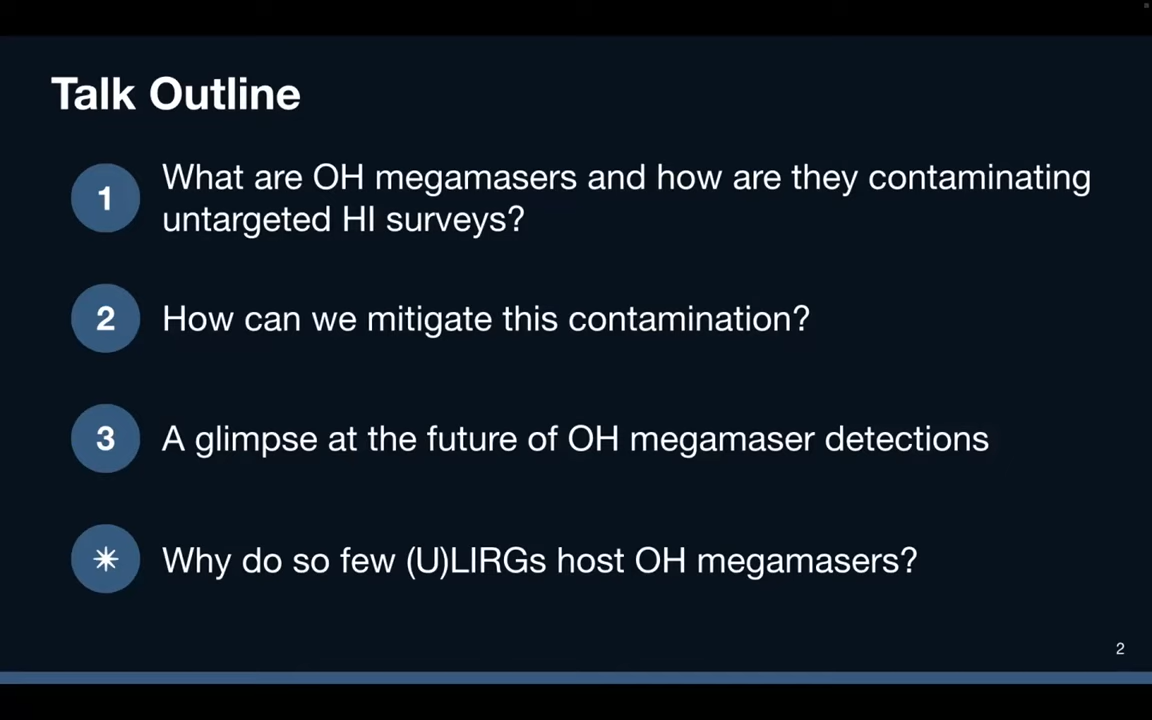 Talk Outline
1
What are OH megamasers and how are they contaminating
untargeted HI surveys?
2
How can we mitigate this contamination?
3
A glimpse at the future of OH megamaser detections
✴
Why do so few (U)LIRGs host OH megamasers?
2